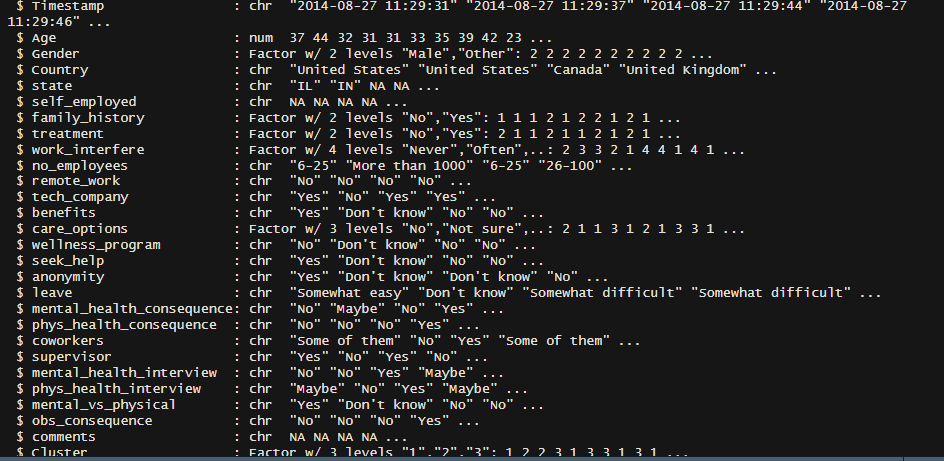 $ Timestamp : chr "2014-08-27 11:29:31" "2014-08-27 11:29:37" "2014-08-27 11:29:44" "2014-08-27
11:29:46" ...
$ Age : num 37 44 32 31 31 33 35 39 42 23 ...
$ Gender : Factor w/ 2 levels "Male","Other": 2 2 2 2 2 2 2 2 2 2 ...
$ Country : chr "United States" "United States" "Canada" "United Kingdom" ...
$ state : chr "IL" "IN" NA NA ...
$ self_employed : chr NA NA NA NA ...
$ family_history : Factor w/ 2 levels "No","Yes": 1 1 1 2 1 2 2 1 2 1 ...
$ treatment : Factor w/ 2 levels "No","Yes": 2 1 1 2 1 1 2 1 2 1 ...
$ work_interfere : Factor w/ 4 levels "Never","Often",..: 2 3 3 2 1 4 4 1 4 1 ...
$ no_employees : chr "6-25" "More than 1000" "6-25" "26-100" ...
$ remote_work : chr "No" "No" "No" "No" ...
$ tech_company : chr "Yes" "No" "Yes" "Yes" ...
$ benefits : chr "Yes" "Don't know" "No" "No" ...
$ care_options : Factor w/ 3 levels "No","Not sure",..: 2 1 1 3 1 2 1 3 3 1 ...
$ wellness_program : chr "No" "Don't know" "No" "No" ...
$ seek_help : chr "Yes" "Don't know" "No" "No" ...
$ anonymity : chr "Yes" "Don't know" "Don't know" "No" ...
$ leave : chr "Somewhat easy" "Don't know" "Somewhat difficult" "Somewhat difficult" ...
$ mental_health_consequence: chr "No" "Maybe" "No" "Yes" ...
$ phys_health_consequence : chr "No" "No" "No" "Yes" ...
$ coworkers : chr "Some of them" "No" "Yes" "Some of them" ...
$ supervisor : chr "Yes" "No" "Yes" "No" ...
$ mental_health_interview : chr "No" "No" "Yes" "Maybe" ...
$ phys_health_interview : chr "Maybe" "No" "Yes" "Maybe" ...
$ mental_vs_physical : chr "Yes" "Don't know" "No" "No" ...
$ obs_consequence : chr "No" "No" "No" "Yes" ...
$ comments : chr NA NA NA NA ...
$ Cluster : Factor w/ 3 levels "1","2","3": 1 2 2 3 1 3 3 1 3 1 ...